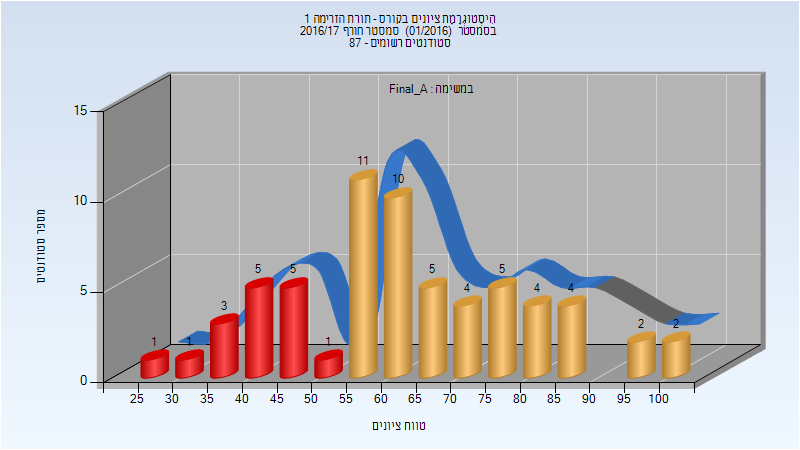 היסטוגרמת ציונים בקורס - תורת הזרימה 1
בסמסטר (01/2016) סמסטר חורף 2016/17
סטודנטים רשומים - 87
במשימה : Final_A
מספר סטודנטים
15
10
5
0
1 1 3 5 5 1 11 10 5 4 5 4 4 2 2
25 30 35 40 45 50 55 60 65 70 75 80 85 90 95 100
טווח ציונים